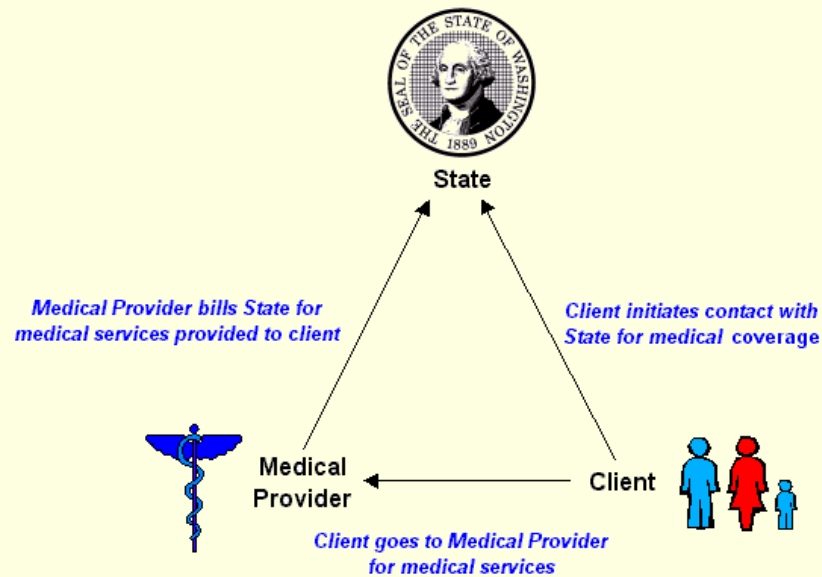 THE SEAL OF THE STATE OF WASHINGTON
1889
State
Medical Provider bills State for
medical services provided to client
Client initiates contact with
State for medical coverage
Medical
Provider
Client
Client goes to Medical Provider
for medical services